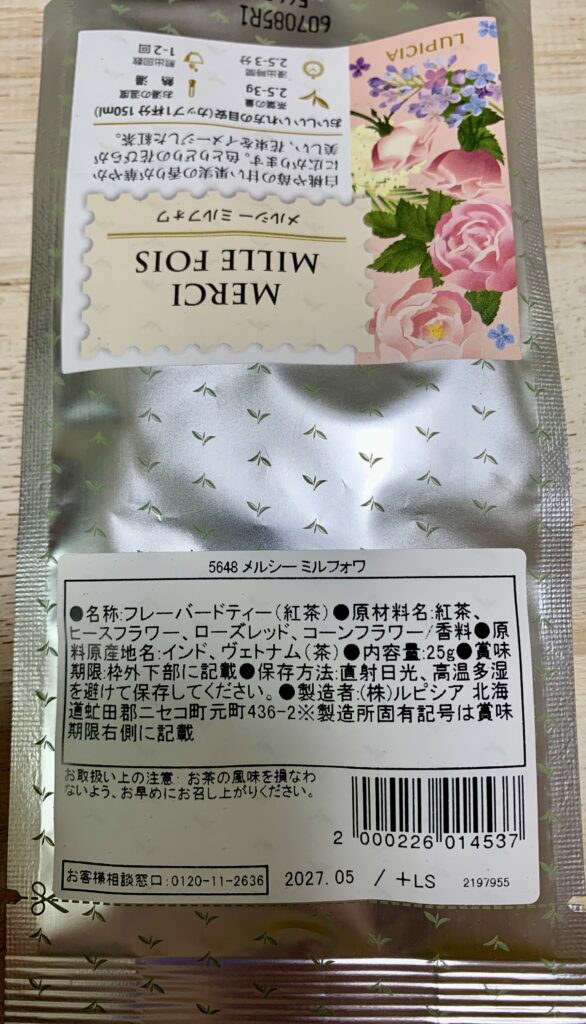 607085R1
LUPICIA
MERCI
MILLE FOIS
メルシー ミルフォワ
白桃や苺の甘い果実の香りが華やか
に広がります。色とりどりの花びらが
美しい、花束をイメージした紅茶。
おいしいいれ方の目安(カップ1杯分 150ml)
茶葉の量
2.5-3g
お湯の温度
熱湯
浸出時間
2.5-3分
煎出回数
1-2回
5648 メルシー ミルフォワ
●名称:フレーバードティー(紅茶)●原材料名:紅茶、
ヒースフラワー、ローズレッド、コーンフラワー/香料●原
料原産地名:インド、ヴェトナム(茶)●内容量:25g●賞味
期限:枠外下部に記載●保存方法:直射日光、高温多湿
を避けて保存してください。●製造者:(株)ルピシア 北海
道虻田郡ニセコ町元町436-2※製造所固有記号は賞味
期限右側に記載
お取扱い上の注意: お茶の風味を損なわ
ないよう、お早めにお召し上がりください。
2 000226 014537
お客様相談窓口:0120-11-2636
2027.05 / +LS
2197955